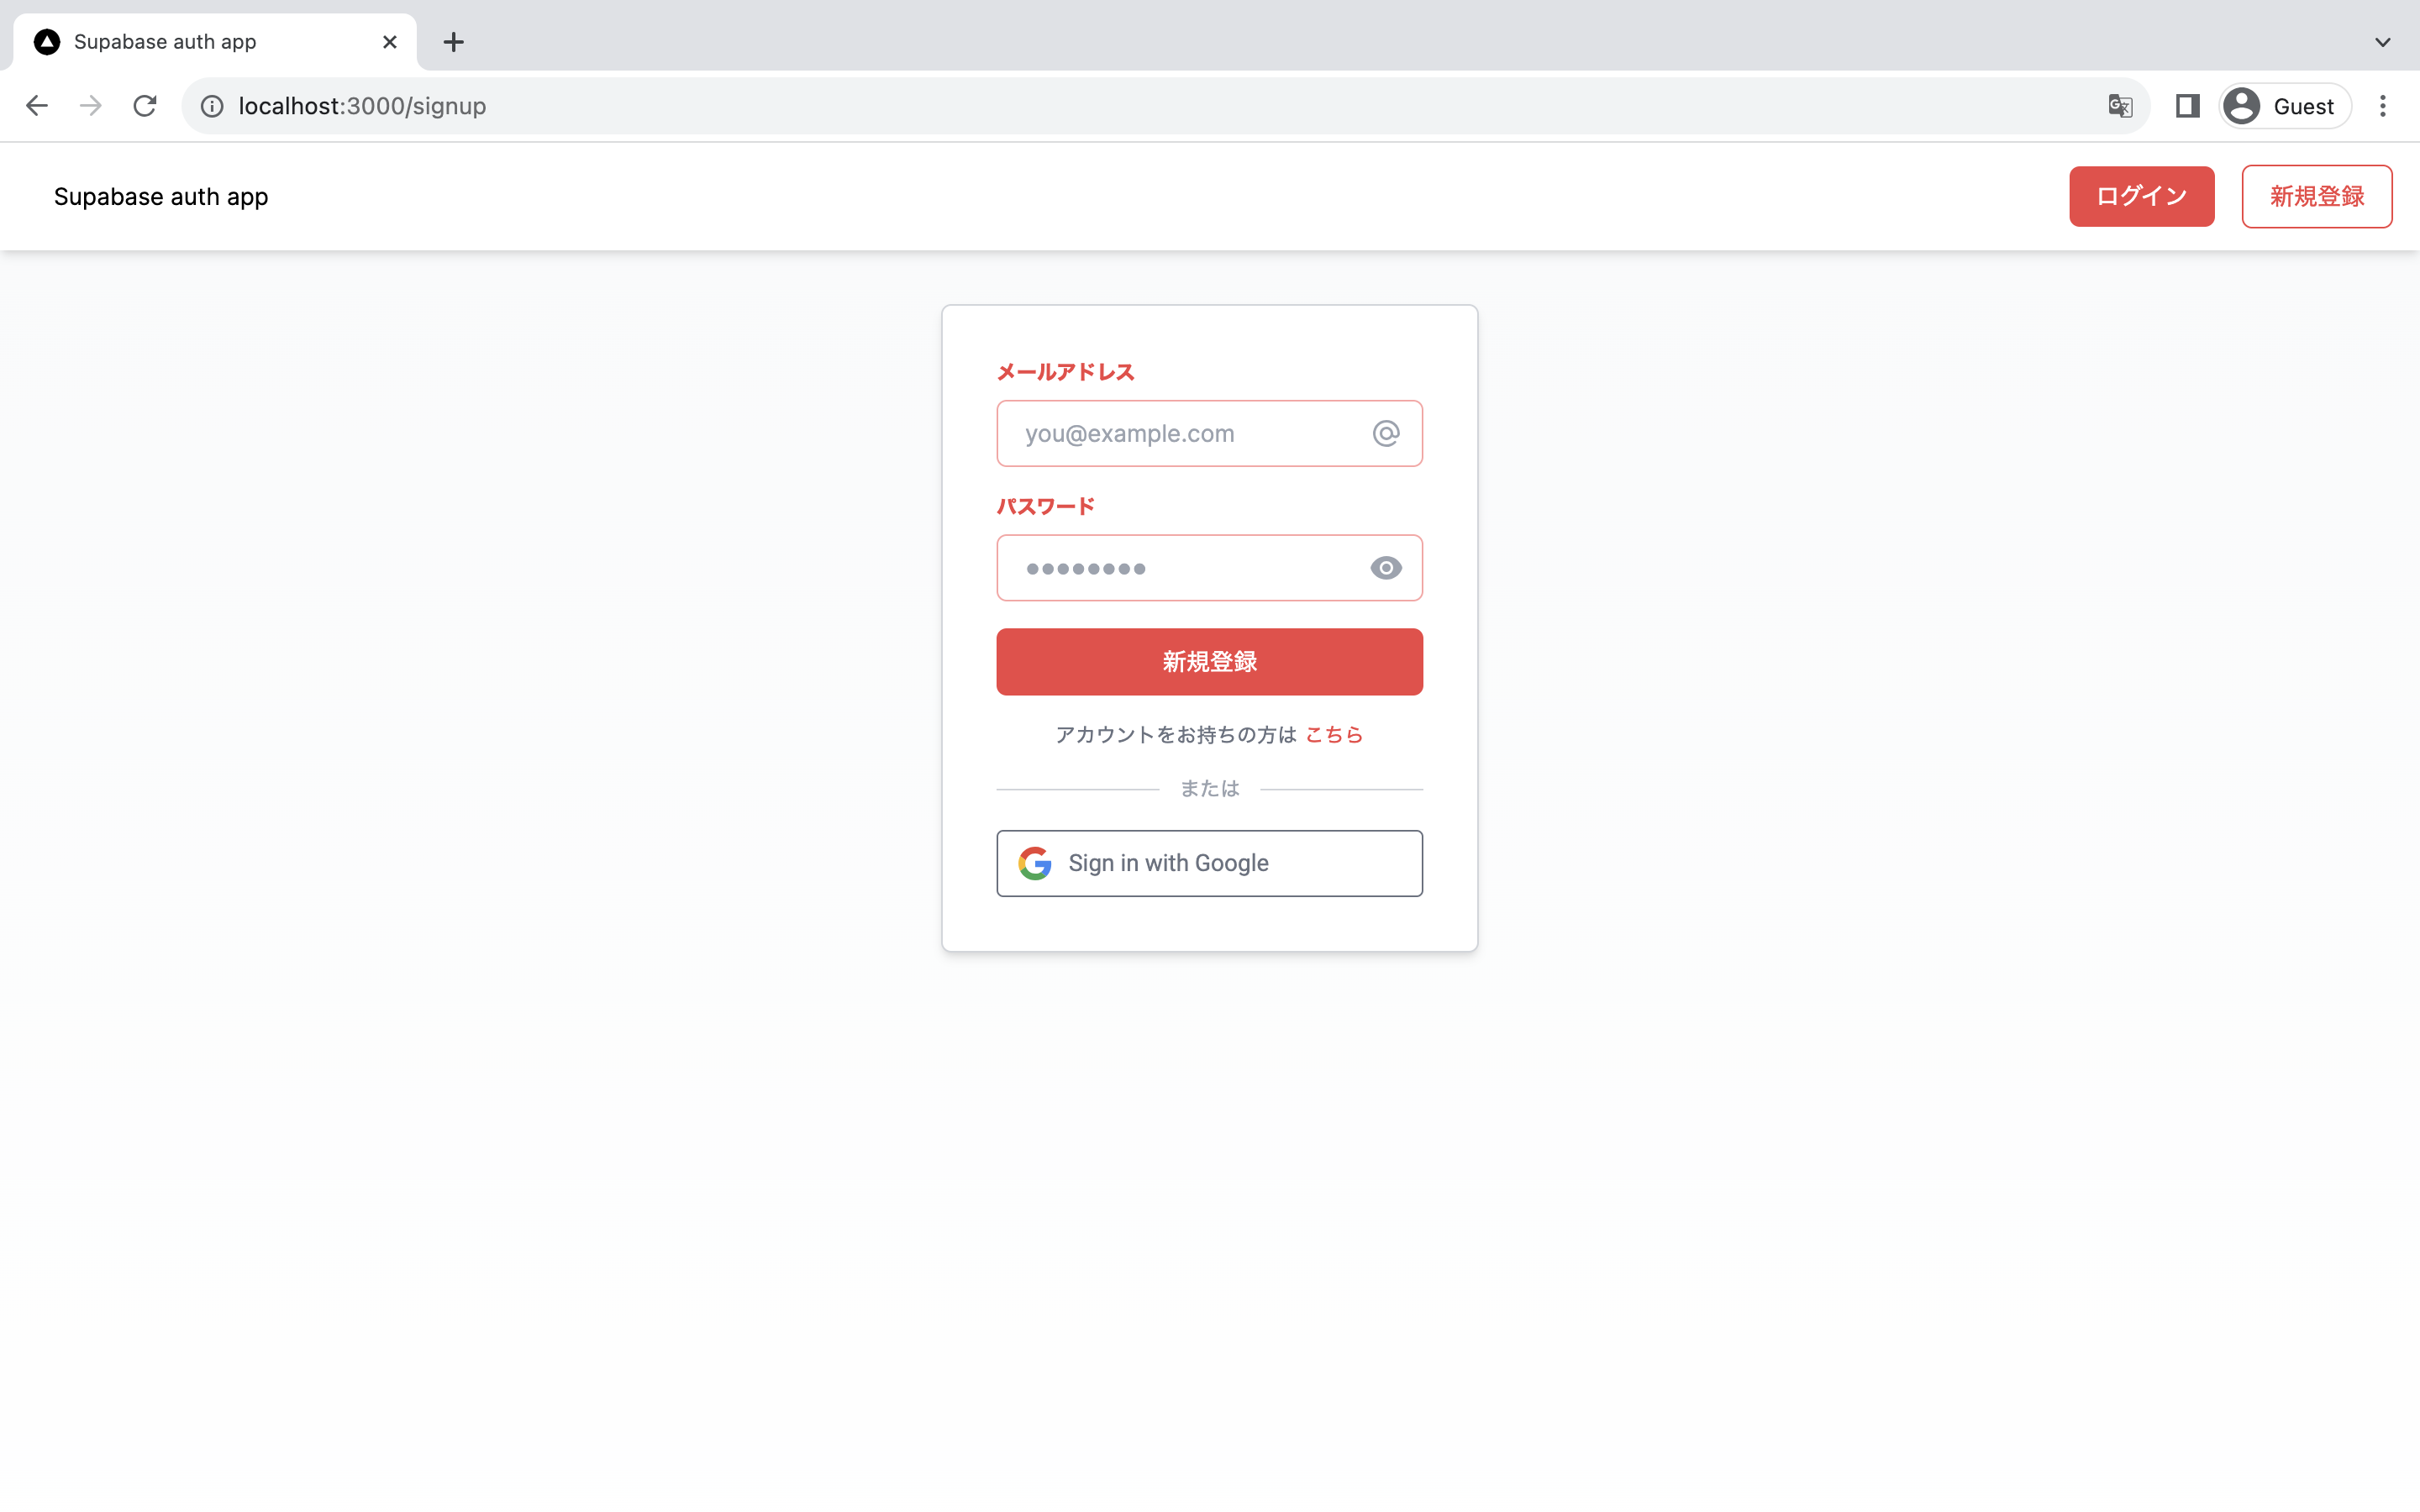 Supabase auth app
localhost:3000/signup
Guest
Supabase auth app
ログイン
新規登録
メールアドレス
you@example.com
パスワード
••••••••
新規登録
アカウントをお持ちの方は こちら
または
Sign in with Google